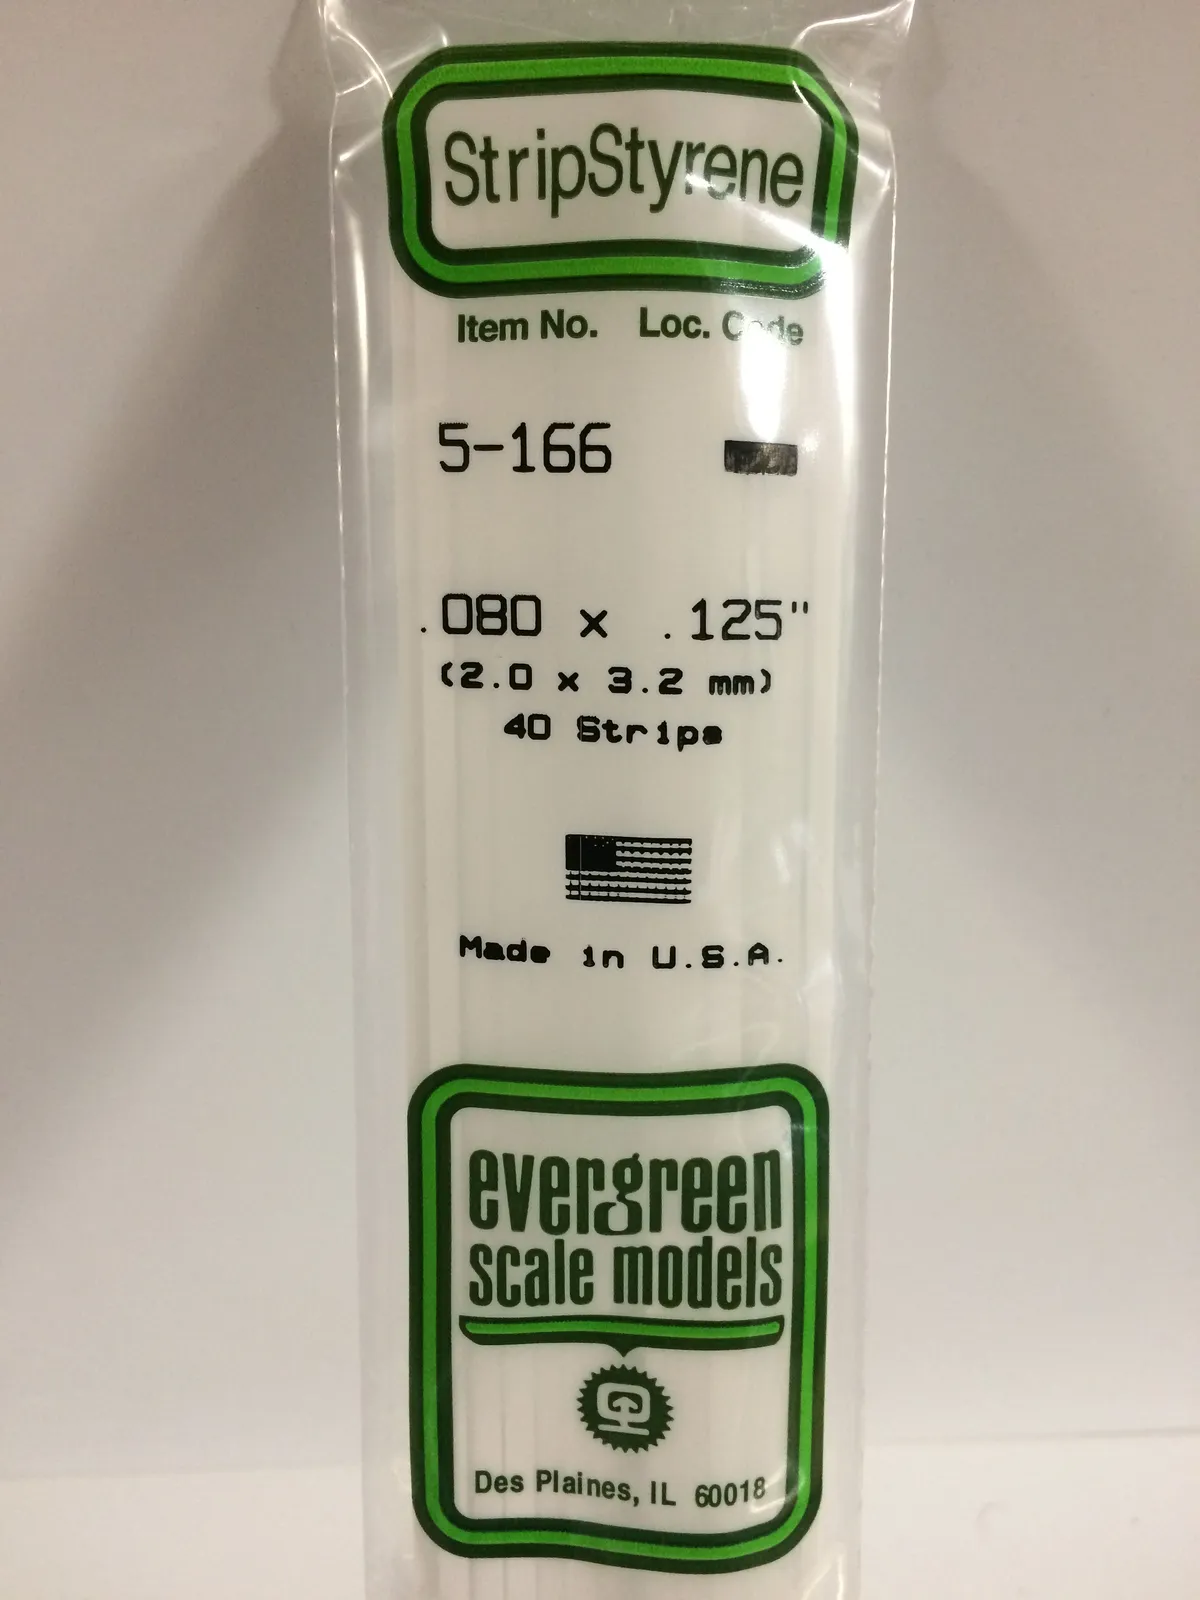 StripStyrene
Item No. Loc. Code
5-166
.080 x .125"
(2.0 x 3.2 mm)
40 Strips
Made in U.S.A.
evergreen
scale models
Des Plaines, IL 60018